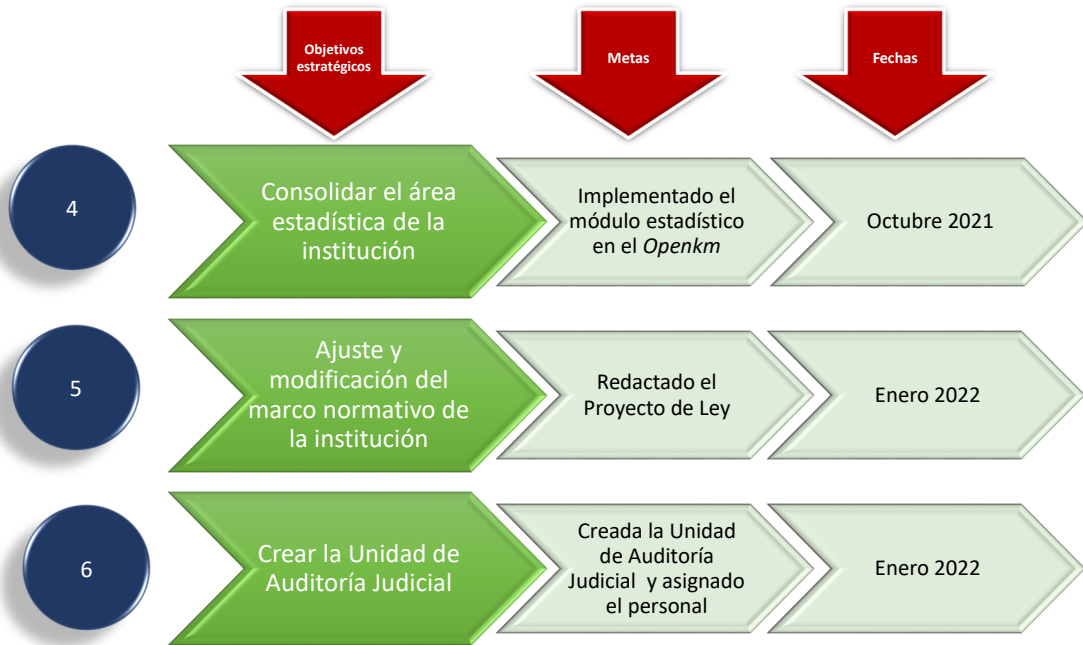 Objetivos
estratégicos
Metas
Fechas
4
Consolidar el área
estadística de la
institución
Implementado el
módulo estadístico
en el Openkm
Octubre 2021
5
Ajuste y
modificación del
marco normativo de
la institución
Redactado el
Proyecto de Ley
Enero 2022
6
Crear la Unidad de
Auditoría Judicial
Creada la Unidad
de Auditoría
Judicial y asignado
el personal
Enero 2022